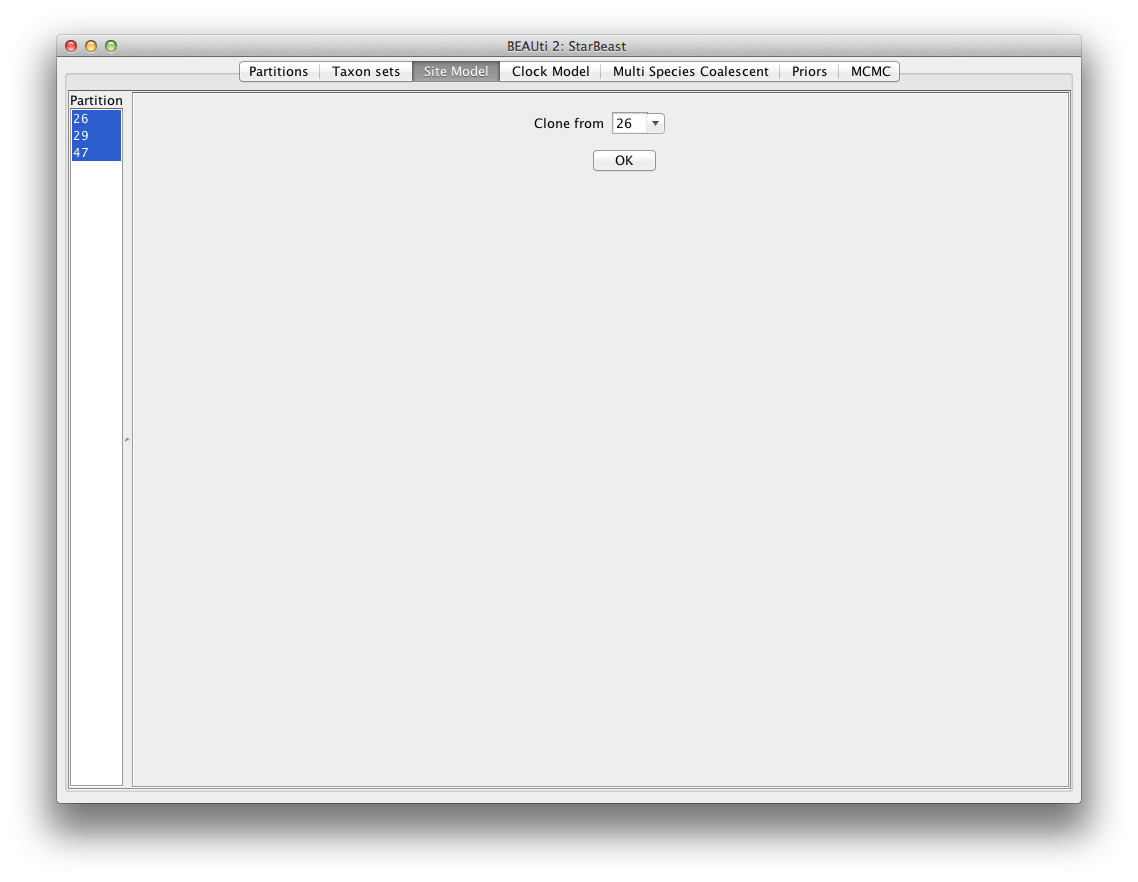 BEAUti 2: StarBeast
Partitions Taxon sets Site Model Clock Model Multi Species Coalescent Priors MCMC
Partition
26
29
47
Clone from 26
OK